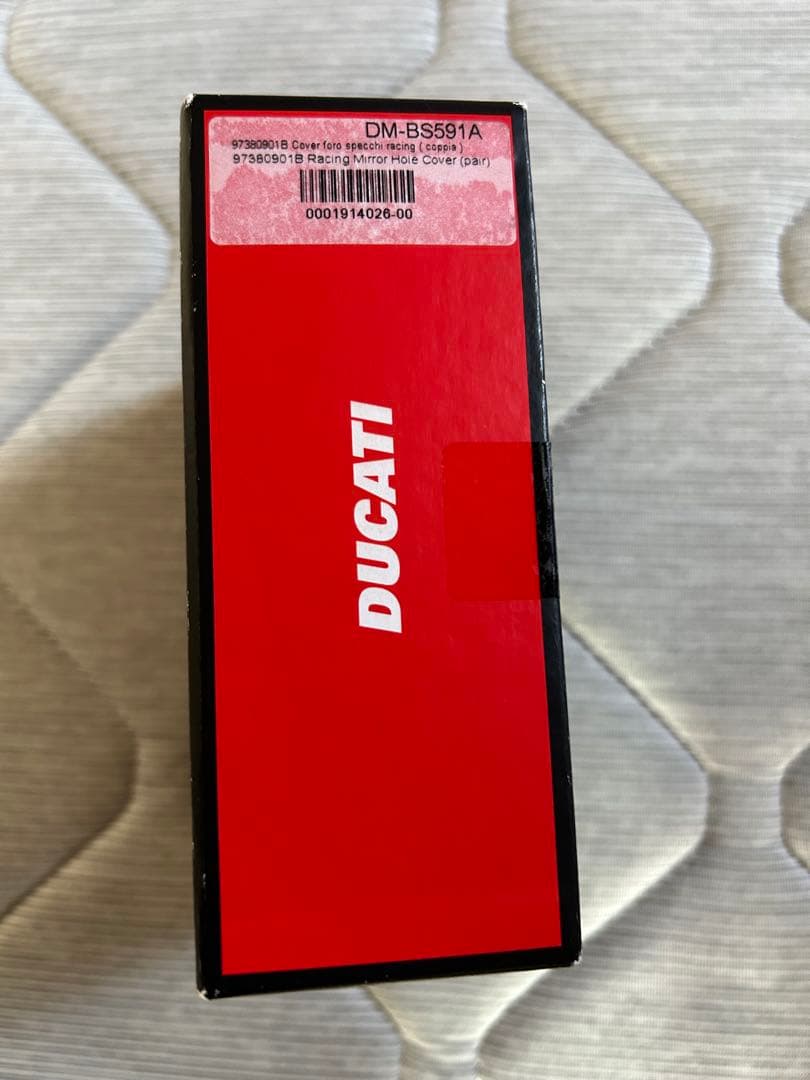 DM-BS591A
97380901B Cover foro specchi racing ( coppia )
97380901B Racing Mirror Hole Cover (pair)
0001914026-00
DUCATI